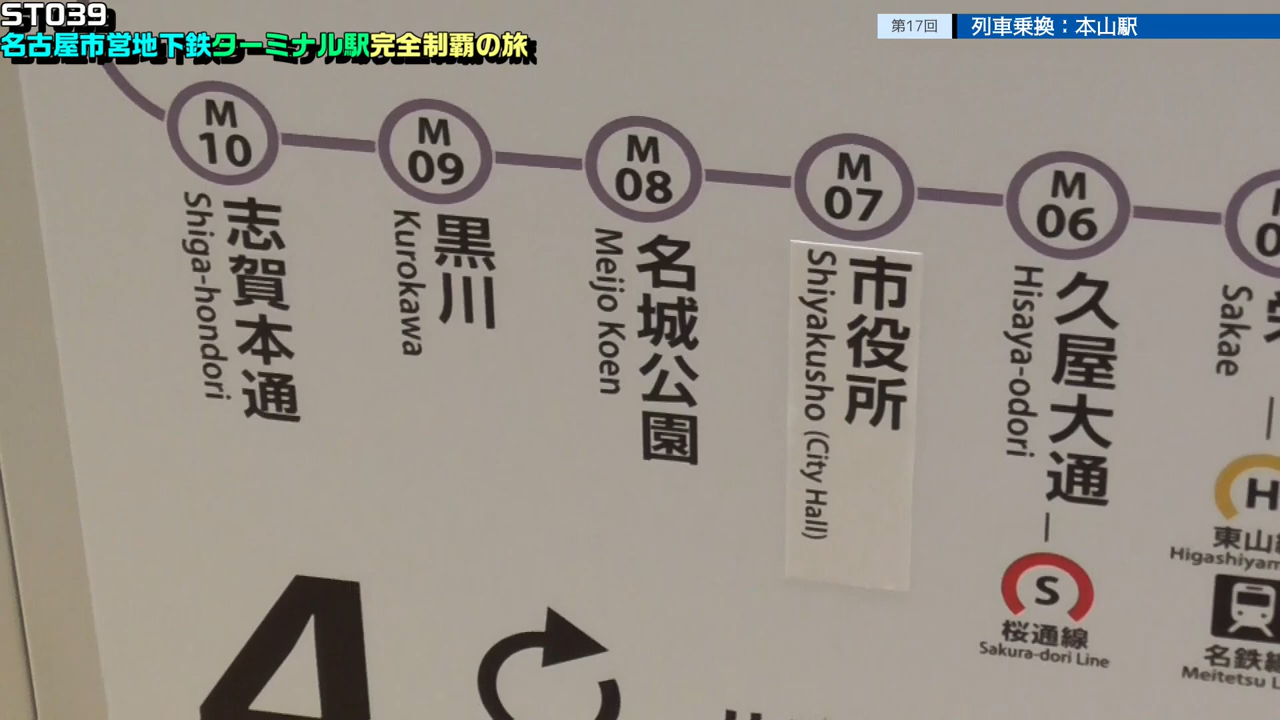 ST039
名古屋市営地下鉄ターミナル駅完全制覇の旅
第17回
列車乗換：本山駅
M
10
志賀本通
Shiga-hondori
M
09
黒川
Kurokawa
M
08
名城公園
Meijo Koen
M
07
市役所
Shiyakusho (City Hall)
M
06
久屋大通
Hisaya-odori
S
桜通線
Sakura-dori Line
Sakae
H
東山
Higashiyam
名鉄
Meitetsu L
4